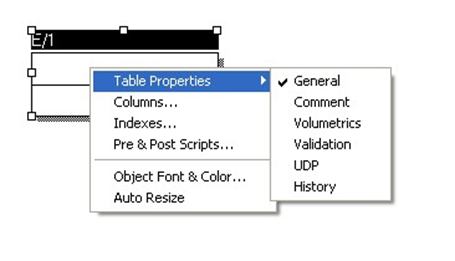 E/1
Table Properties
Columns...
Indexes...
Pre & Post Scripts...
Object Font & Color...
Auto Resize
General
Comment
Volumetrics
Validation
UDP
History